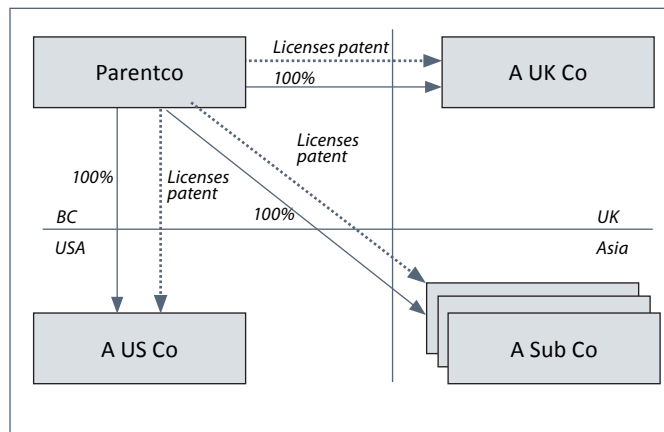 Licenses patent
Parentco
A UK Co
100%
Licenses
patent
100%
Licenses
patent
100%
BC
UK
USA
Asia
A US Co
A Sub Co